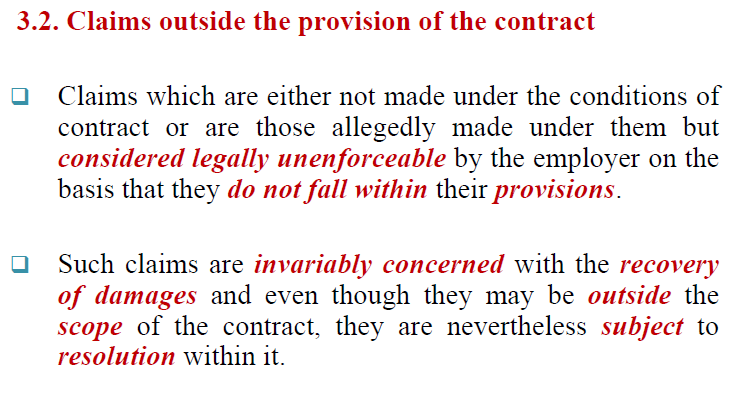 3.2. Claims outside the provision of the contract
Claims which are either not made under the conditions of
contract or are those allegedly made under them but
considered legally unenforceable by the employer on the
basis that they do not fall within their provisions.
Such claims are invariably concerned with the recovery
of damages and even though they may be outside the
scope of the contract, they are nevertheless subject to
resolution within it.